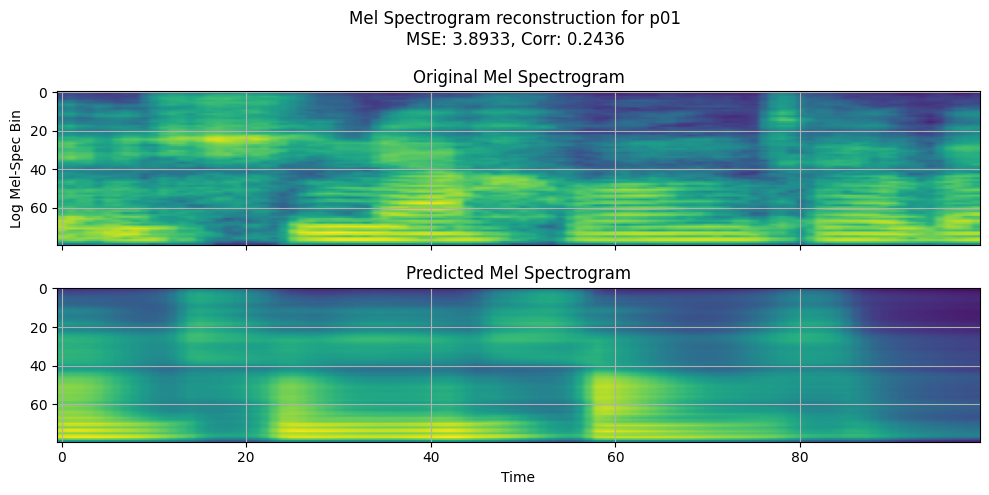 Mel Spectrogram reconstruction for p01
MSE: 3.8933, Corr: 0.2436
Original Mel Spectrogram
0
20
40
60
Log Mel-Spec Bin
Predicted Mel Spectrogram
0
20
40
60
0 20 40 60 80
Time